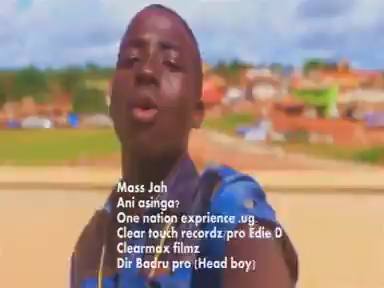 Mass Jah
Ani asinga?
One nation exprience .ug
Clear touch recordz/pro Edie D
Clearmax filmz
Dir Badru pro (Head boy)